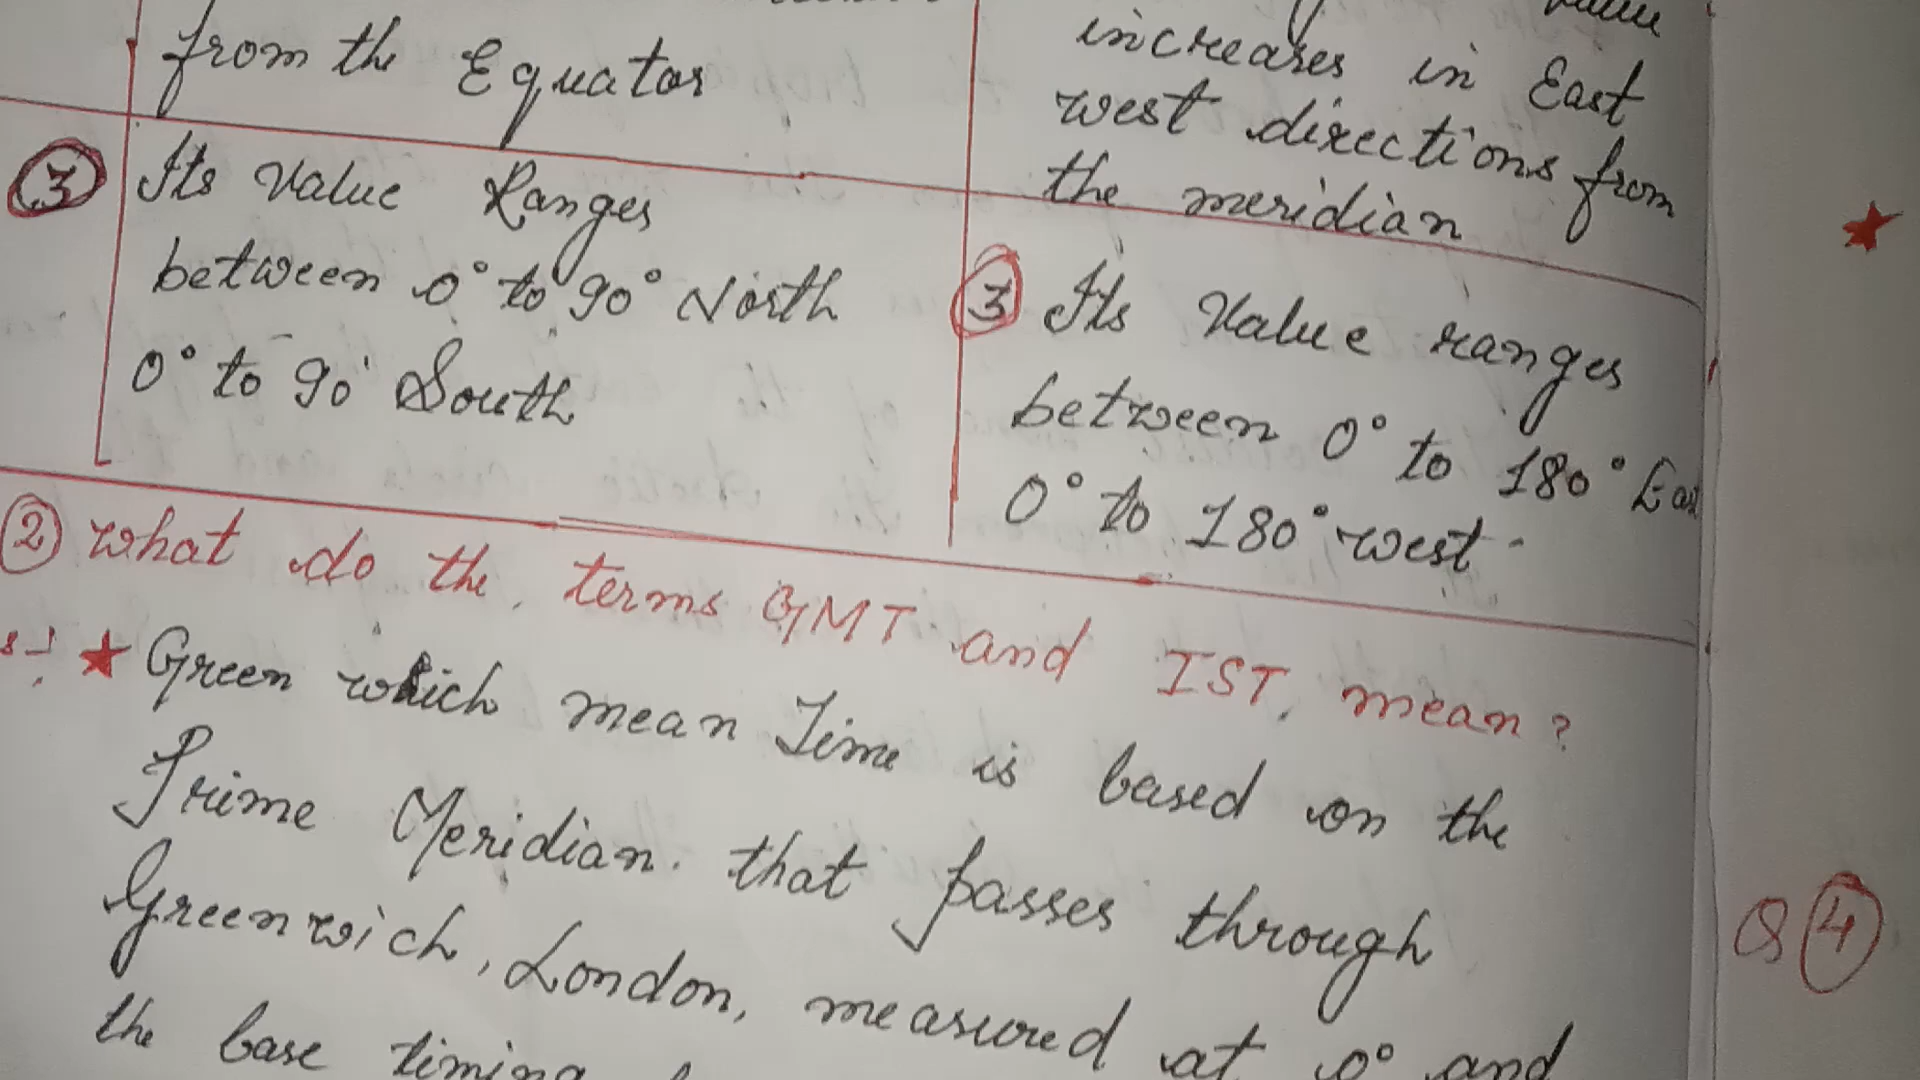 from the Equator
③ Its Value Ranges
between 0° to 90° North
0° to 90° South
value
increases in East
west directions from
the meridian
③ Its Value ranges
between 0° to 180° Eas
0° to 180° west
② what do the terms GMT and IST, mean?
★ Green which mean Time is based on the
Prime Meridian. that passes through
Greenwich, London, measured at 0° and
the base timing
★
Q ④